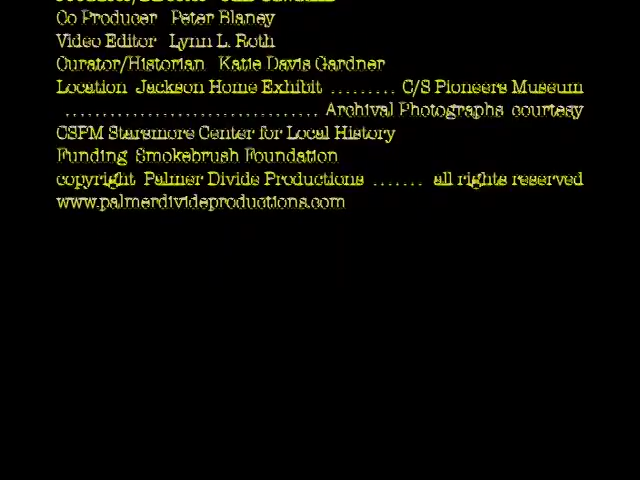 Co Producer Peter Blaney
Video Editor Lynn L. Roth
Curator/Historian Katie Davis Gardner
Location Jackson Home Exhibit ......... C/S Pioneers Museum
.................................. Archival Photographs courtesy
CSPM Starsmore Center for Local History
Funding Smokebrush Foundation
copyright Palmer Divide Productions ....... all rights reserved
www.palmerdivideproductions.com